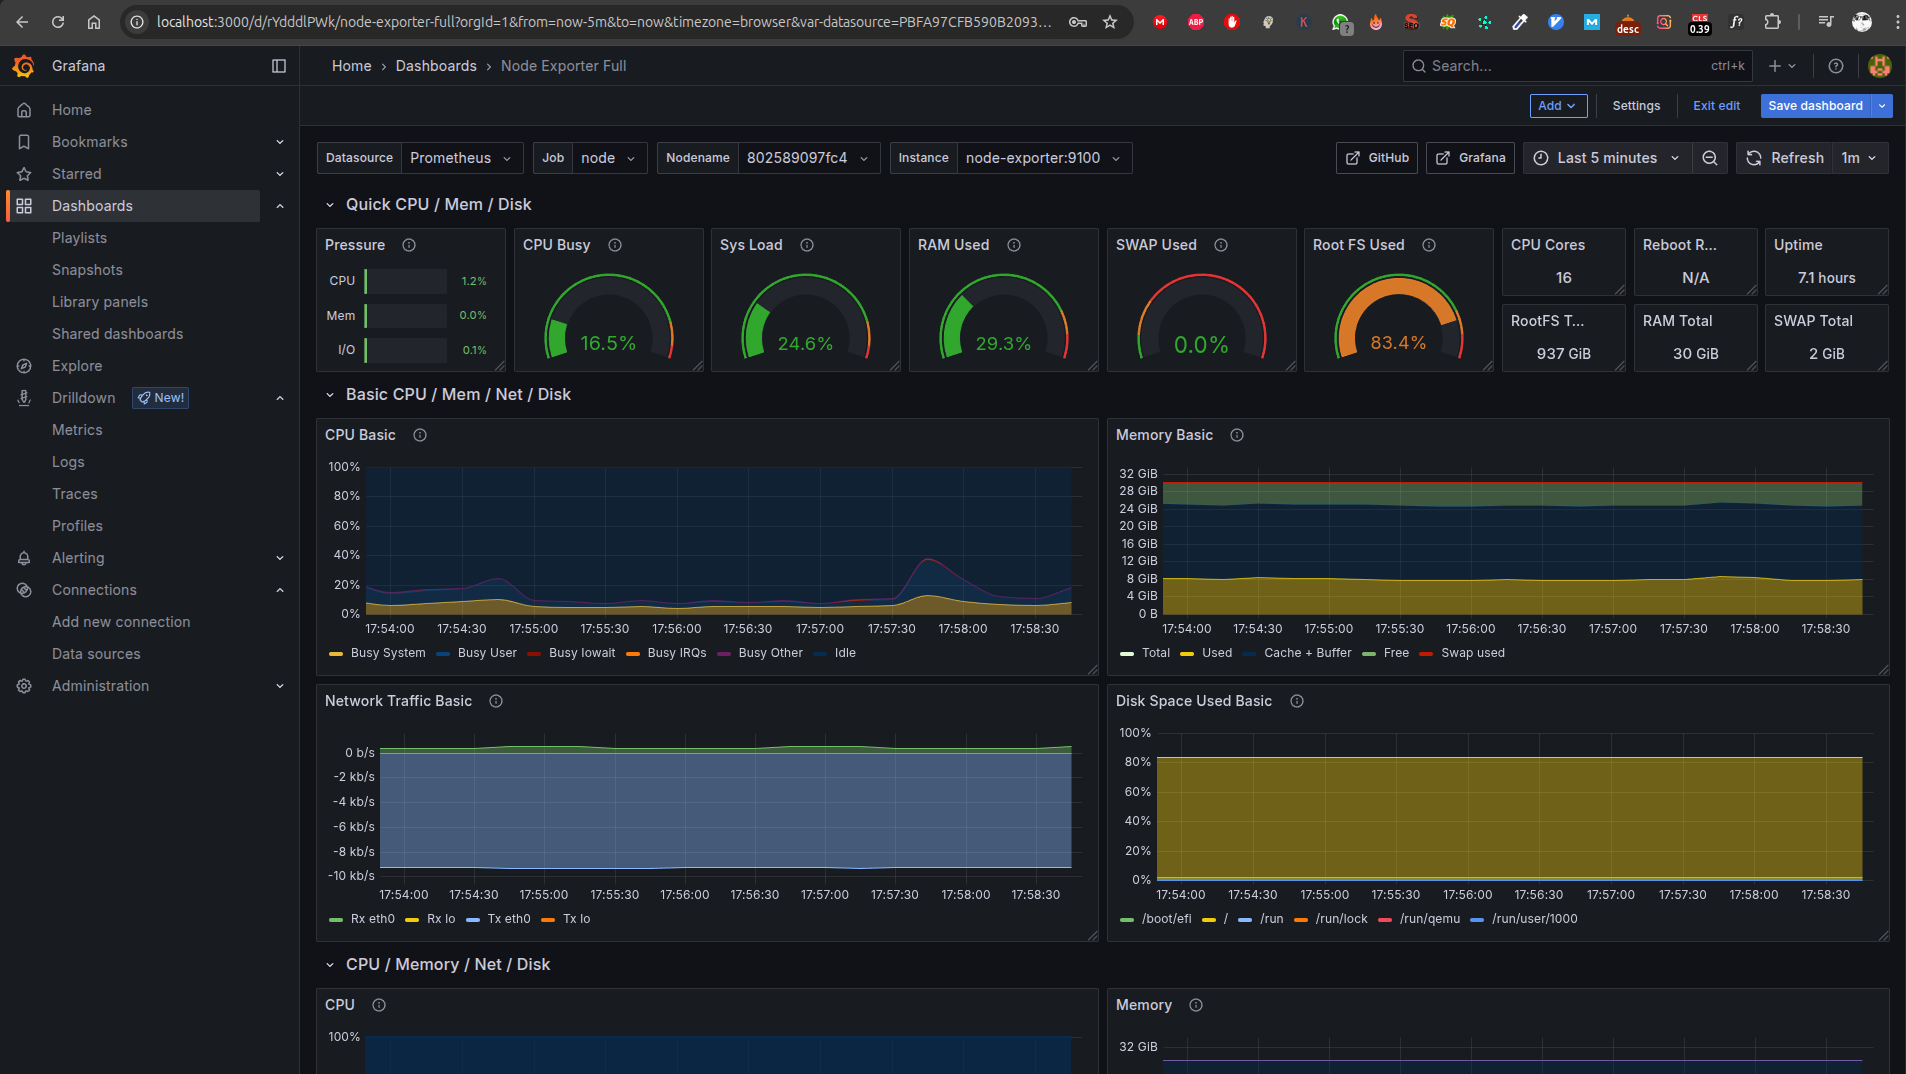 localhost:3000/d/rYdddlPWk/node-exporter-full?orgId=1&from=now-5m&to=now&timezone=browser&var-datasource=PBFA97CFB590B2093...
ABP
K
?
SEO
SQ
desc
CLS
0.39
f?
Grafana
Home › Dashboards › Node Exporter Full
Search...
ctrl+k
Add
Settings
Exit edit
Save dashboard
Home
Bookmarks
Starred
Dashboards
Playlists
Snapshots
Library panels
Shared dashboards
Explore
Drilldown
New!
Metrics
Logs
Traces
Profiles
Alerting
Connections
Add new connection
Data sources
Administration
Datasource Prometheus
Job node
Nodename 802589097fc4
Instance node-exporter:9100
GitHub
Grafana
Last 5 minutes
Refresh 1m
Quick CPU / Mem / Disk
Pressure
CPU 1.2%
Mem 0.0%
I/O 0.1%
CPU Busy
16.5%
Sys Load
24.6%
RAM Used
29.3%
SWAP Used
0.0%
Root FS Used
83.4%
CPU Cores
16
Reboot R...
N/A
Uptime
7.1 hours
RootFS T...
937 GiB
RAM Total
30 GiB
SWAP Total
2 GiB
Basic CPU / Mem / Net / Disk
CPU Basic
100%
80%
60%
40%
20%
0%
17:54:00 17:54:30 17:55:00 17:55:30 17:56:00 17:56:30 17:57:00 17:57:30 17:58:00 17:58:30
Busy System Busy User Busy Iowait Busy IRQs Busy Other Idle
Memory Basic
32 GiB
28 GiB
24 GiB
20 GiB
16 GiB
12 GiB
8 GiB
4 GiB
0 B
17:54:00 17:54:30 17:55:00 17:55:30 17:56:00 17:56:30 17:57:00 17:57:30 17:58:00 17:58:30
Total Used Cache + Buffer Free Swap used
Network Traffic Basic
0 b/s
-2 kb/s
-4 kb/s
-6 kb/s
-8 kb/s
-10 kb/s
17:54:00 17:54:30 17:55:00 17:55:30 17:56:00 17:56:30 17:57:00 17:57:30 17:58:00 17:58:30
Rx eth0 Rx lo Tx eth0 Tx lo
Disk Space Used Basic
100%
80%
60%
40%
20%
0%
17:54:00 17:54:30 17:55:00 17:55:30 17:56:00 17:56:30 17:57:00 17:57:30 17:58:00 17:58:30
/boot/efi / /run /run/lock /run/qemu /run/user/1000
CPU / Memory / Net / Disk
CPU
100%
Memory
32 GiB